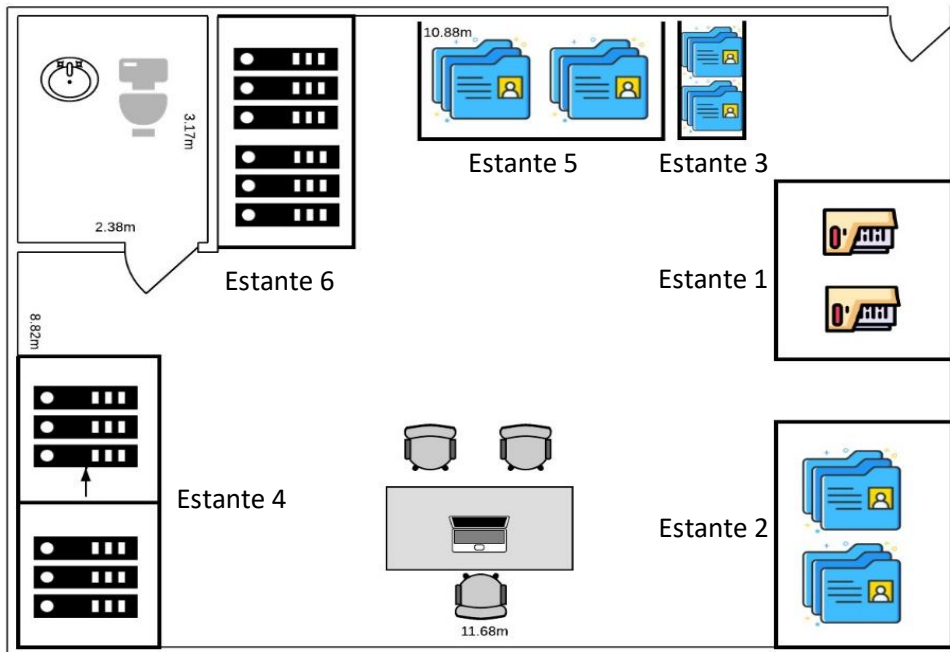 10.88m
3.17m
Estante 5
Estante 3
2.38m
Estante 6
Estante 1
8.82m
Estante 4
Estante 2
11.68m